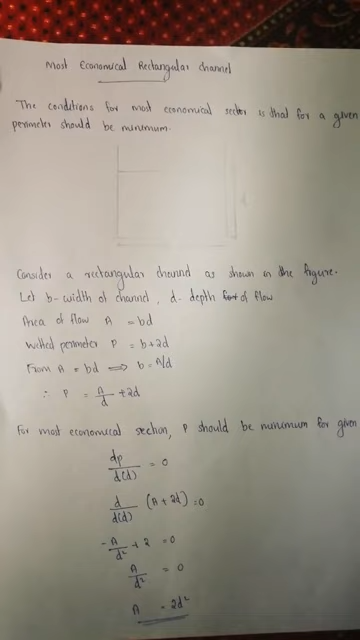 Most Economical Rectangular channel
The conditions for most economical section is that for a given
perimeter should be minimum.
Consider a rectangular channel as shown in the figure.
Let b- width of channel, d- depth of flow
Area of flow A = bd
Wetted perimeter P = b+2d
From A = bd ⟹ b = A/d
∴ P = A/d + 2d
For most economical section, P should be minimum for given
dp/d(d) = 0
d/d(d) (A + 2d) = 0
-A/d² + 2 = 0
A/d² = 0
A = 2d²